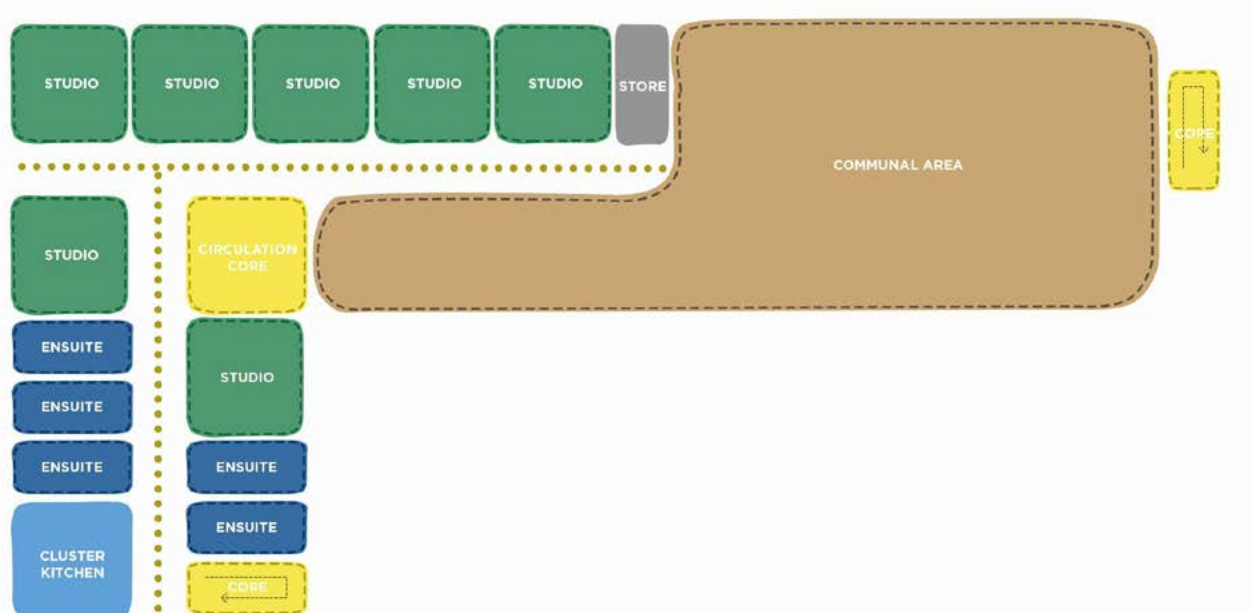 STUDIO
STUDIO
STUDIO
STUDIO
STUDIO
STORE
COMMUNAL AREA
CORE
STUDIO
CIRCULATION
CORE
ENSUITE
STUDIO
ENSUITE
ENSUITE
ENSUITE
ENSUITE
CLUSTER
KITCHEN
CORE